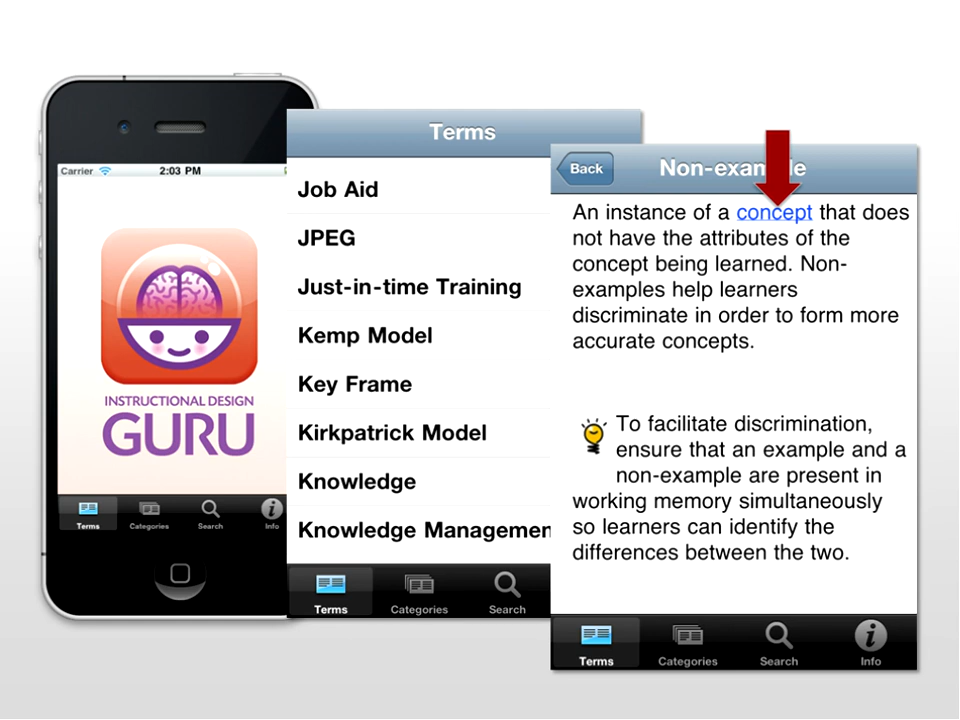 Carrier 2:03 PM
INSTRUCTIONAL DESIGN
GURU
Terms Categories Search Info
Terms
Job Aid
JPEG
Just-in-time Training
Kemp Model
Key Frame
Kirkpatrick Model
Knowledge
Knowledge Managemen
Terms Categories Search
Back
An instance of a concept that does
not have the attributes of the
concept being learned. Non-
examples help learners
discriminate in order to form more
accurate concepts.
To facilitate discrimination,
ensure that an example and a
non-example are present in
working memory simultaneously
so learners can identify the
differences between the two.
Terms Categories Search Info